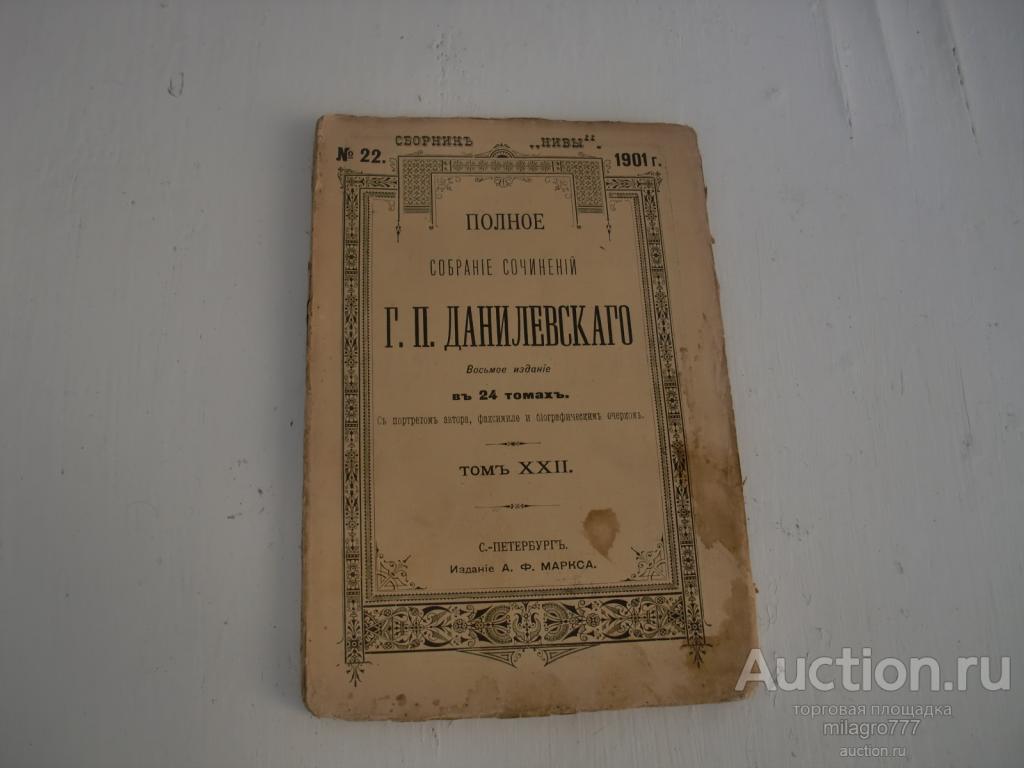 СБОРНИКЪ „НИВЫ“.
№ 22. 1901 г.
ПОЛНОЕ
СОБРАНІЕ СОЧИНЕНІЙ
Г. П. ДАНИЛЕВСКАГО
Восьмое изданіе
въ 24 томахъ.
Съ портретомъ автора, факсимиле и біографическимъ очеркомъ.
ТОМЪ XXII.
С.-ПЕТЕРБУРГЪ.
Изданіе А. Ф. МАРКСА.
Auction.ru
торговая площадка
milagro777
auction.ru